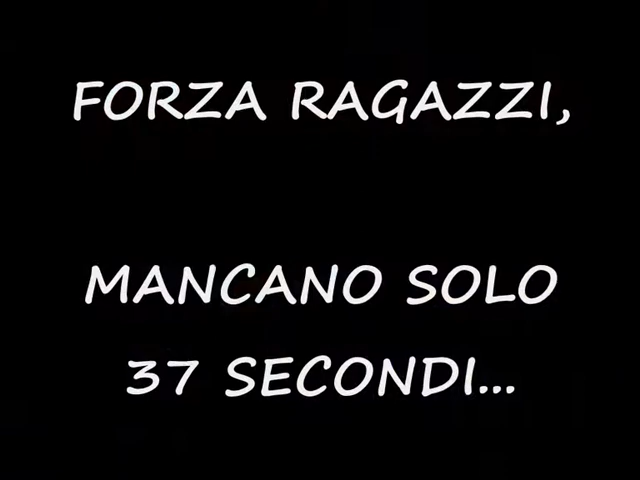 FORZA RAGAZZI,
MANCANO SOLO
37 SECONDI...